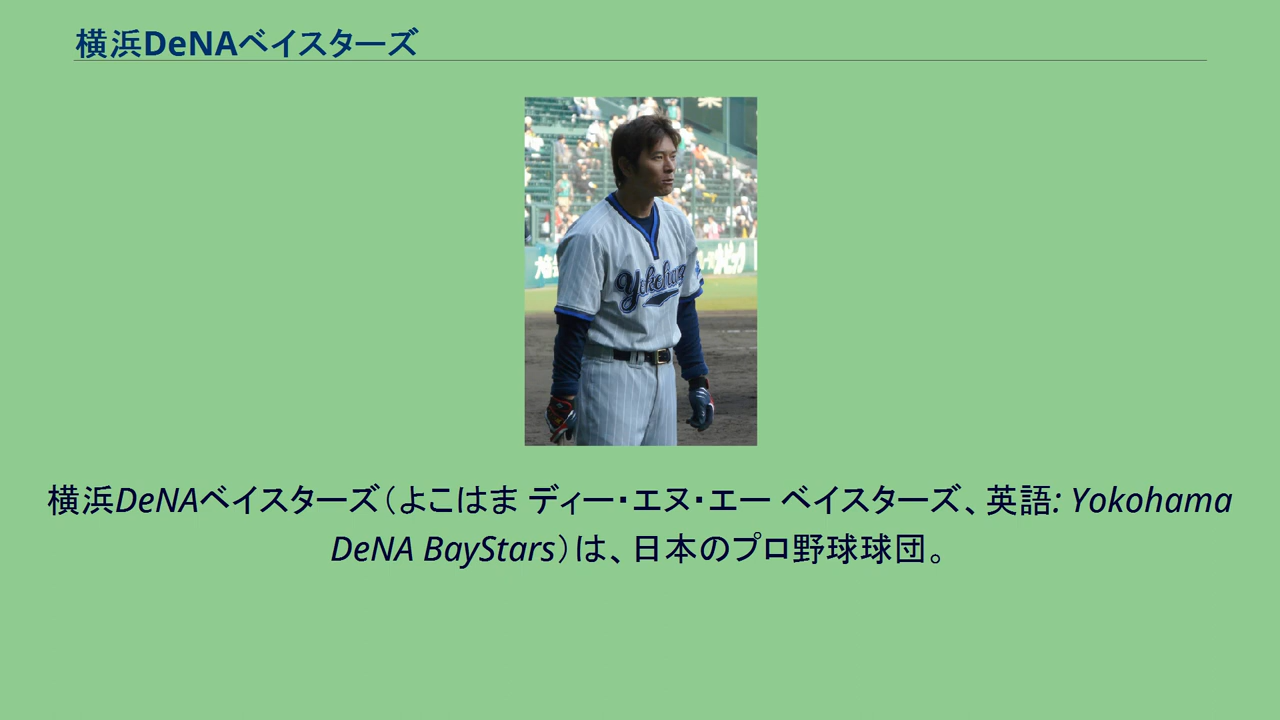 横浜DeNAベイスターズ
Yokohama
横浜DeNAベイスターズ（よこはま ディー・エヌ・エー ベイスターズ、英語: Yokohama
DeNA BayStars）は、日本のプロ野球球団。